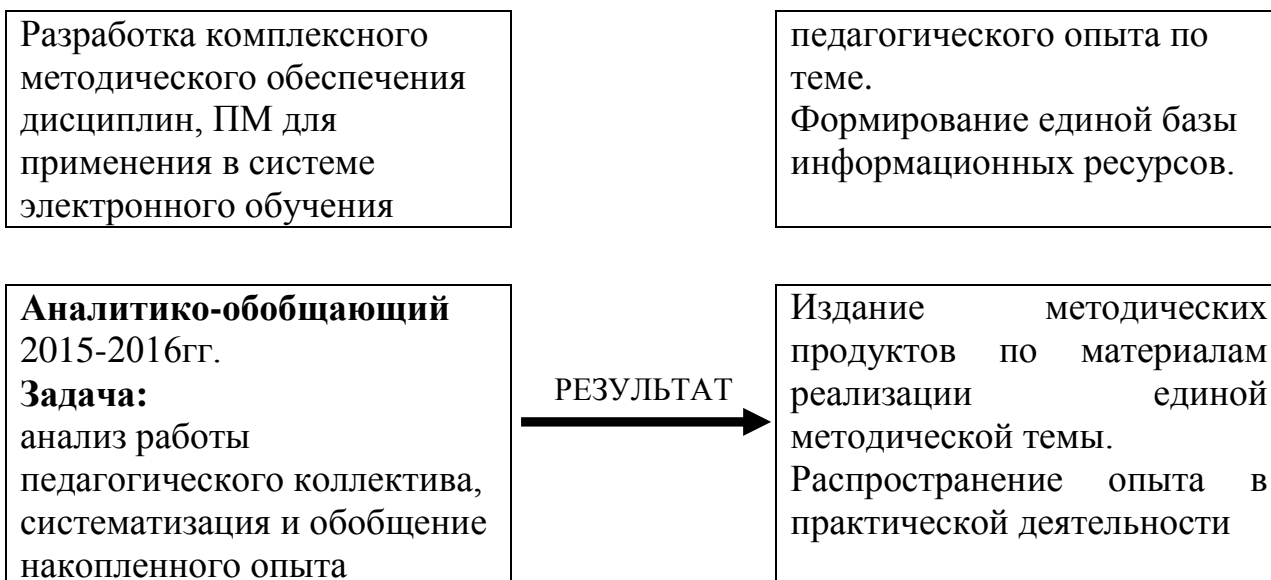 Разработка комплексного
методического обеспечения
дисциплин, ПМ для
применения в системе
электронного обучения
педагогического опыта по
теме.
Формирование единой базы
информационных ресурсов.
Аналитико-обобщающий
2015-2016гг.
Задача:
анализ работы
педагогического коллектива,
систематизация и обобщение
накопленного опыта
РЕЗУЛЬТАТ
Издание методических
продуктов по материалам
реализации единой
методической темы.
Распространение опыта в
практической деятельности